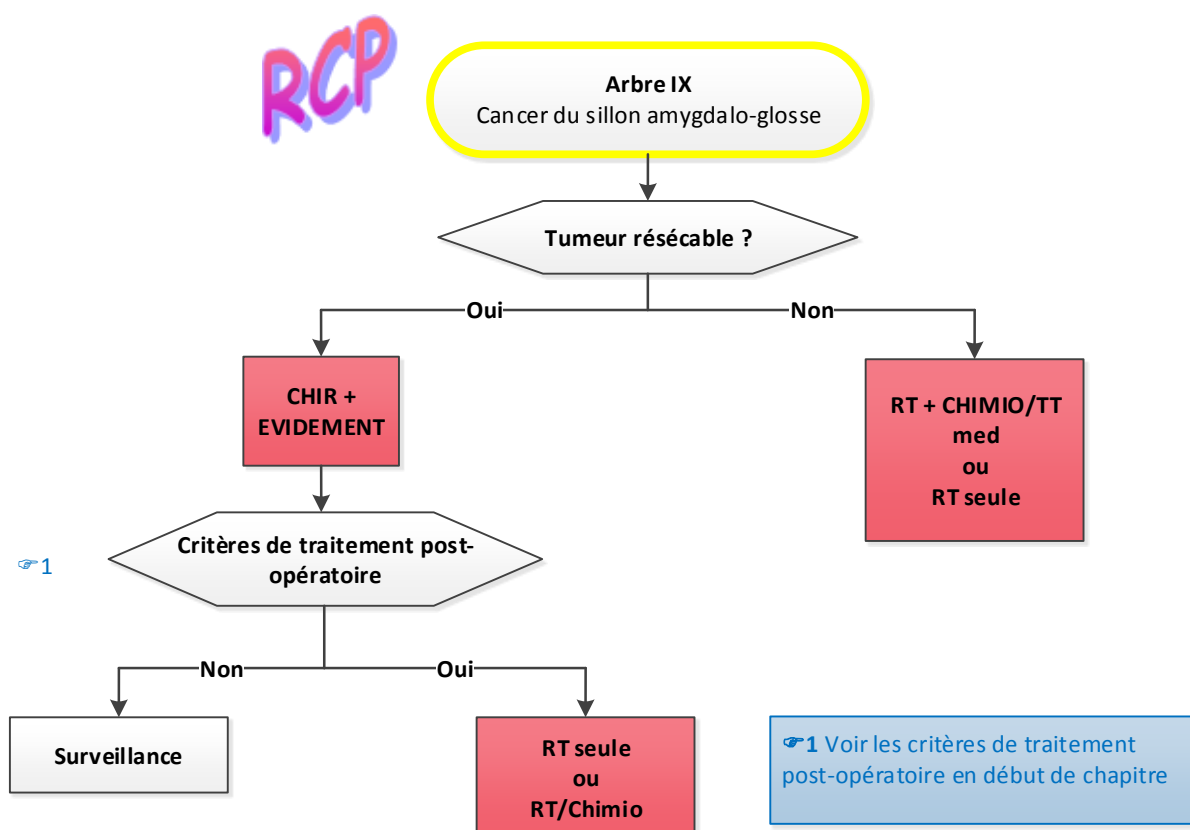 RCP
Arbre IX
Cancer du sillon amygdalo-glosse
Tumeur résécable ?
Oui
Non
CHIR +
EVIDEMENT
RT + CHIMIO/TT
med
ou
RT seule
☞1
Critères de traitement post-
opératoire
Non
Oui
Surveillance
RT seule
ou
RT/Chimio
☞1 Voir les critères de traitement
post-opératoire en début de chapitre